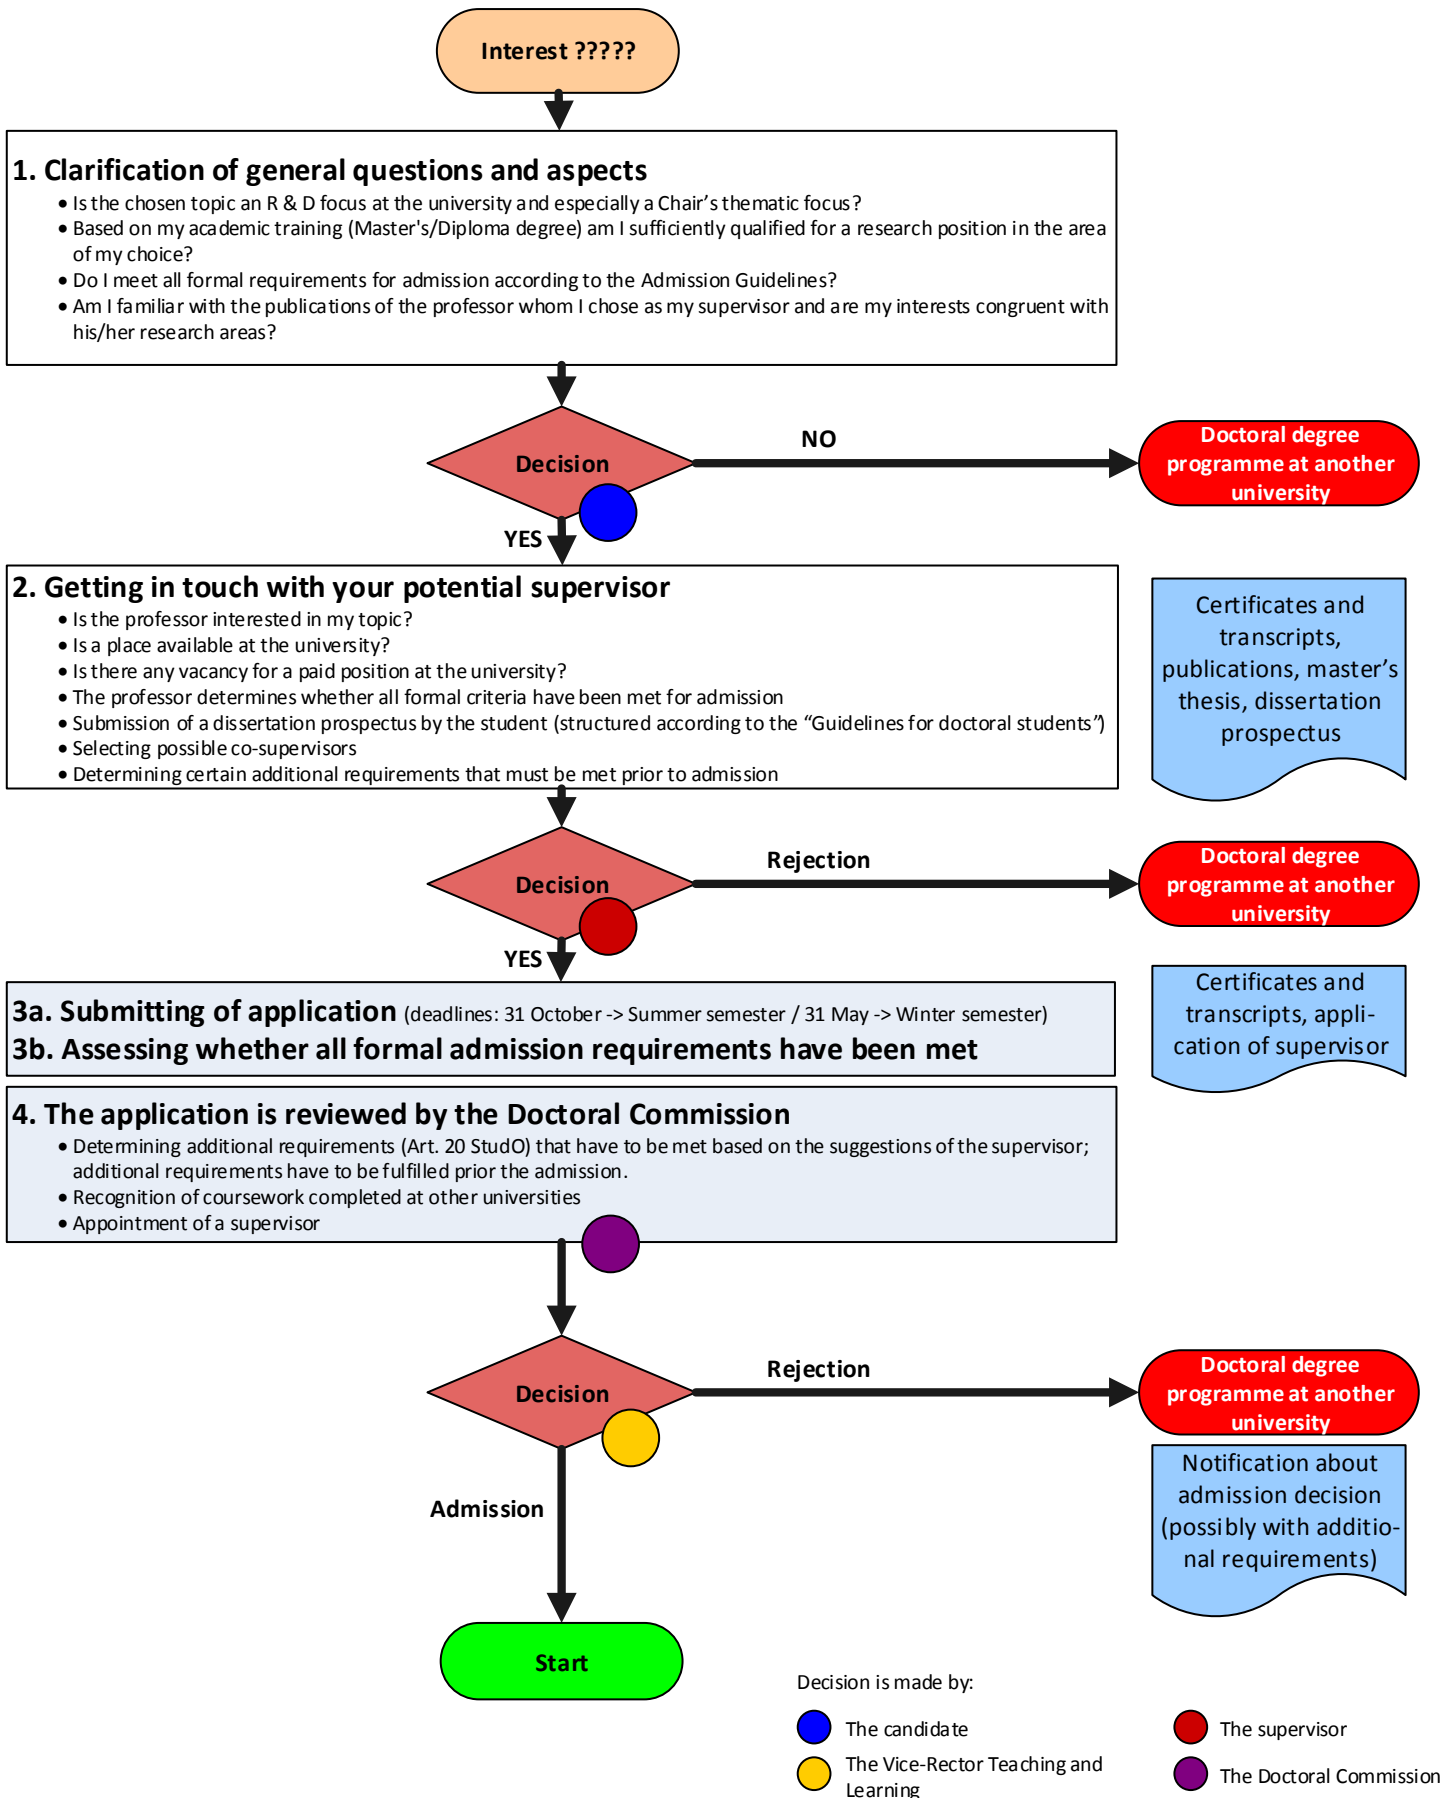 Interest ?????
1. Clarification of general questions and aspects
• Is the chosen topic an R & D focus at the university and especially a Chair's thematic focus?
• Based on my academic training (Master's/Diploma degree) am I sufficiently qualified for a research position in the area
of my choice?
• Do I meet all formal requirements for admission according to the Admission Guidelines?
• Am I familiar with the publications of the professor whom I chose as my supervisor and are my interests congruent with
his/her research areas?
Decision
NO
Doctoral degree
programme at another
university
YES
2. Getting in touch with your potential supervisor
• Is the professor interested in my topic?
• Is a place available at the university?
• Is there any vacancy for a paid position at the university?
• The professor determines whether all formal criteria have been met for admission
• Submission of a dissertation prospectus by the student (structured according to the “Guidelines for doctoral students”)
• Selecting possible co-supervisors
• Determining certain additional requirements that must be met prior to admission
Certificates and
transcripts,
publications, master’s
thesis, dissertation
prospectus
Decision
Rejection
Doctoral degree
programme at another
university
YES
3a. Submitting of application (deadlines: 31 October -> Summer semester / 31 May -> Winter semester)
3b. Assessing whether all formal admission requirements have been met
Certificates and
transcripts, appli-
cation of supervisor
4. The application is reviewed by the Doctoral Commission
• Determining additional requirements (Art. 20 StudO) that have to be met based on the suggestions of the supervisor;
additional requirements have to be fulfilled prior the admission.
• Recognition of coursework completed at other universities
• Appointment of a supervisor
Decision
Rejection
Doctoral degree
programme at another
university
Notification about
admission decision
(possibly with additio-
nal requirements)
Admission
Start
Decision is made by:
The candidate
The supervisor
The Vice-Rector Teaching and
Learning
The Doctoral Commission